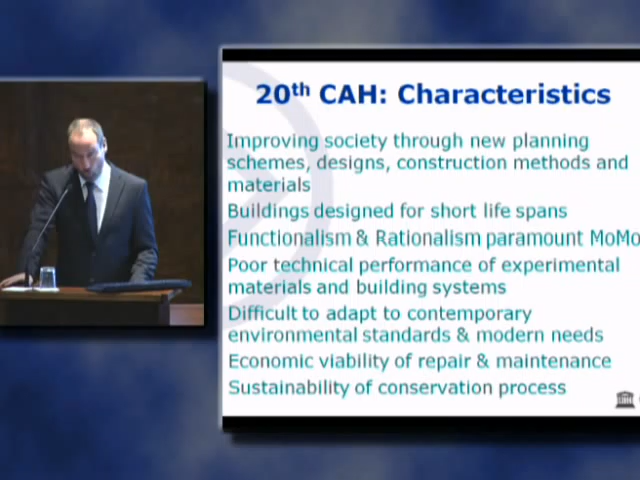 20th CAH: Characteristics
Improving society through new planning
schemes, designs, construction methods and
materials
Buildings designed for short life spans
Functionalism & Rationalism paramount MoMo
Poor technical performance of experimental
materials and building systems
Difficult to adapt to contemporary
environmental standards & modern needs
Economic viability of repair & maintenance
Sustainability of conservation process